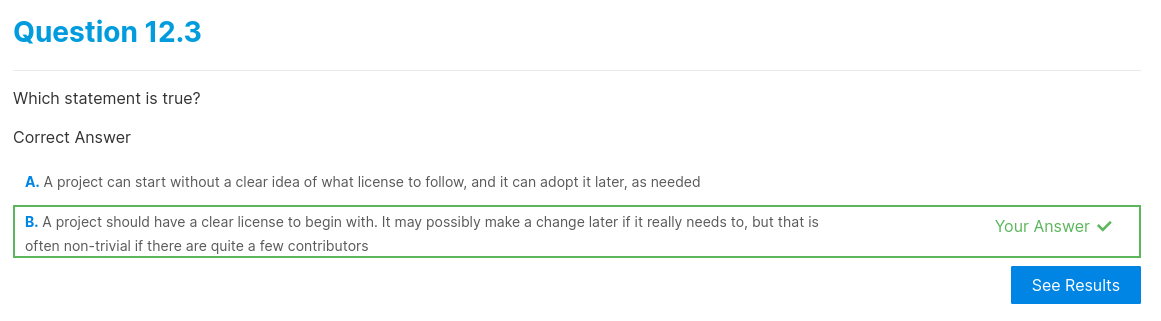 Question 12.3
Which statement is true?
Correct Answer
A. A project can start without a clear idea of what license to follow, and it can adopt it later, as needed
B. A project should have a clear license to begin with. It may possibly make a change later if it really needs to, but that is
often non-trivial if there are quite a few contributors
Your Answer
See Results